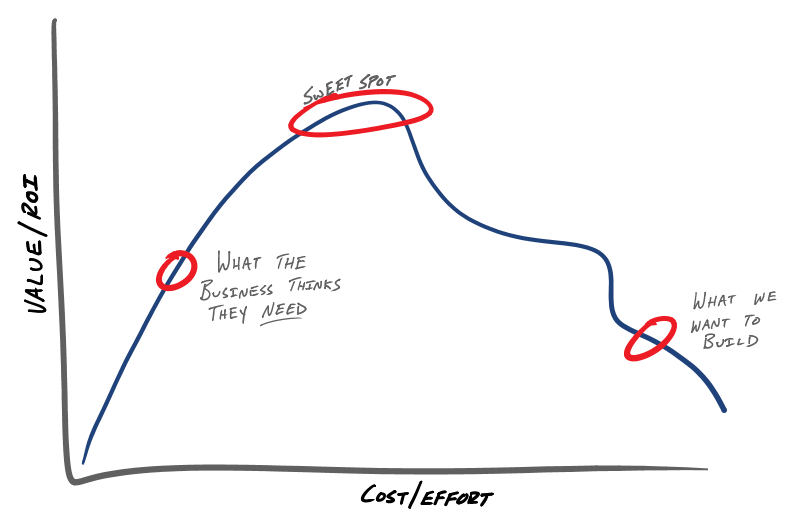 SWEET SPOT
VALUE/ROI
WHAT THE
BUSINESS THINKS
THEY NEED
WHAT WE
WANT TO
BUILD
COST/EFFORT